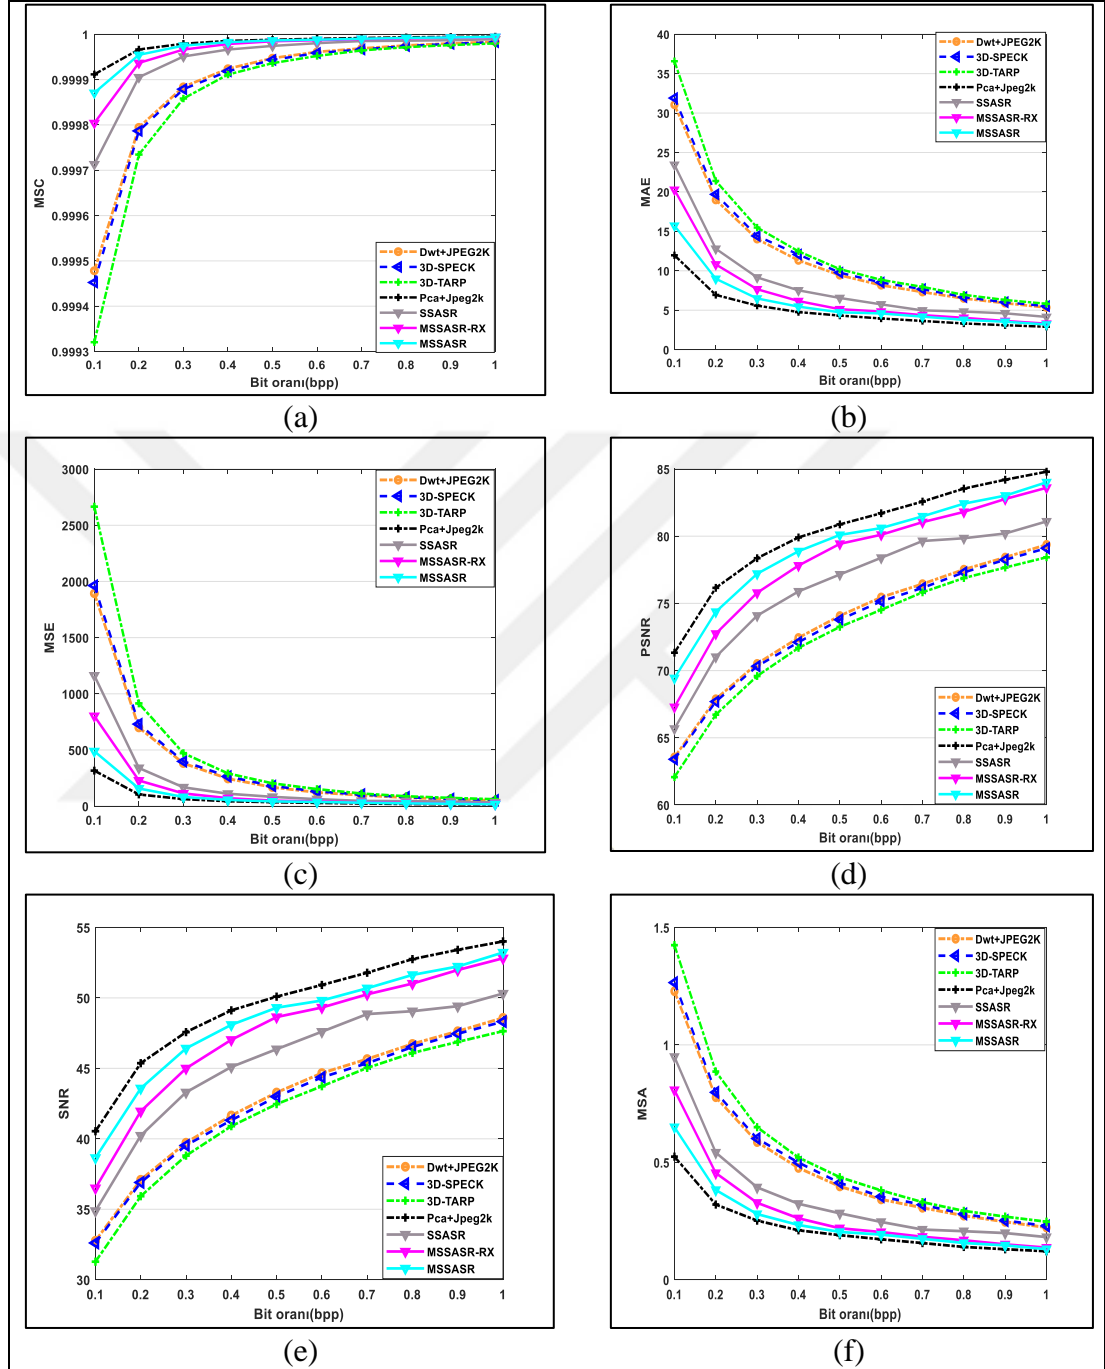 1
0.9999
0.9998
0.9997
0.9996
0.9995
0.9994
0.9993
MSC
0.1 0.2 0.3 0.4 0.5 0.6 0.7 0.8 0.9 1
Bit oranı(bpp)
Dwt+JPEG2K
3D-SPECK
3D-TARP
Pca+Jpeg2k
SSASR
MSSASR-RX
MSSASR
(a)
40
35
30
25
20
15
10
5
0
MAE
0.1 0.2 0.3 0.4 0.5 0.6 0.7 0.8 0.9 1
Bit oranı(bpp)
Dwt+JPEG2K
3D-SPECK
3D-TARP
Pca+Jpeg2k
SSASR
MSSASR-RX
MSSASR
(b)
3000
2500
2000
1500
1000
500
0
MSE
0.1 0.2 0.3 0.4 0.5 0.6 0.7 0.8 0.9 1
Bit oranı(bpp)
Dwt+JPEG2K
3D-SPECK
3D-TARP
Pca+Jpeg2k
SSASR
MSSASR-RX
MSSASR
(c)
85
80
75
70
65
60
PSNR
0.1 0.2 0.3 0.4 0.5 0.6 0.7 0.8 0.9 1
Bit oranı(bpp)
Dwt+JPEG2K
3D-SPECK
3D-TARP
Pca+Jpeg2k
SSASR
MSSASR-RX
MSSASR
(d)
55
50
45
40
35
30
SNR
0.1 0.2 0.3 0.4 0.5 0.6 0.7 0.8 0.9 1
Bit oranı(bpp)
Dwt+JPEG2K
3D-SPECK
3D-TARP
Pca+Jpeg2k
SSASR
MSSASR-RX
MSSASR
(e)
1.5
1
0.5
0
MSA
0.1 0.2 0.3 0.4 0.5 0.6 0.7 0.8 0.9 1
Bit oranı(bpp)
Dwt+JPEG2K
3D-SPECK
3D-TARP
Pca+Jpeg2k
SSASR
MSSASR-RX
MSSASR
(f)